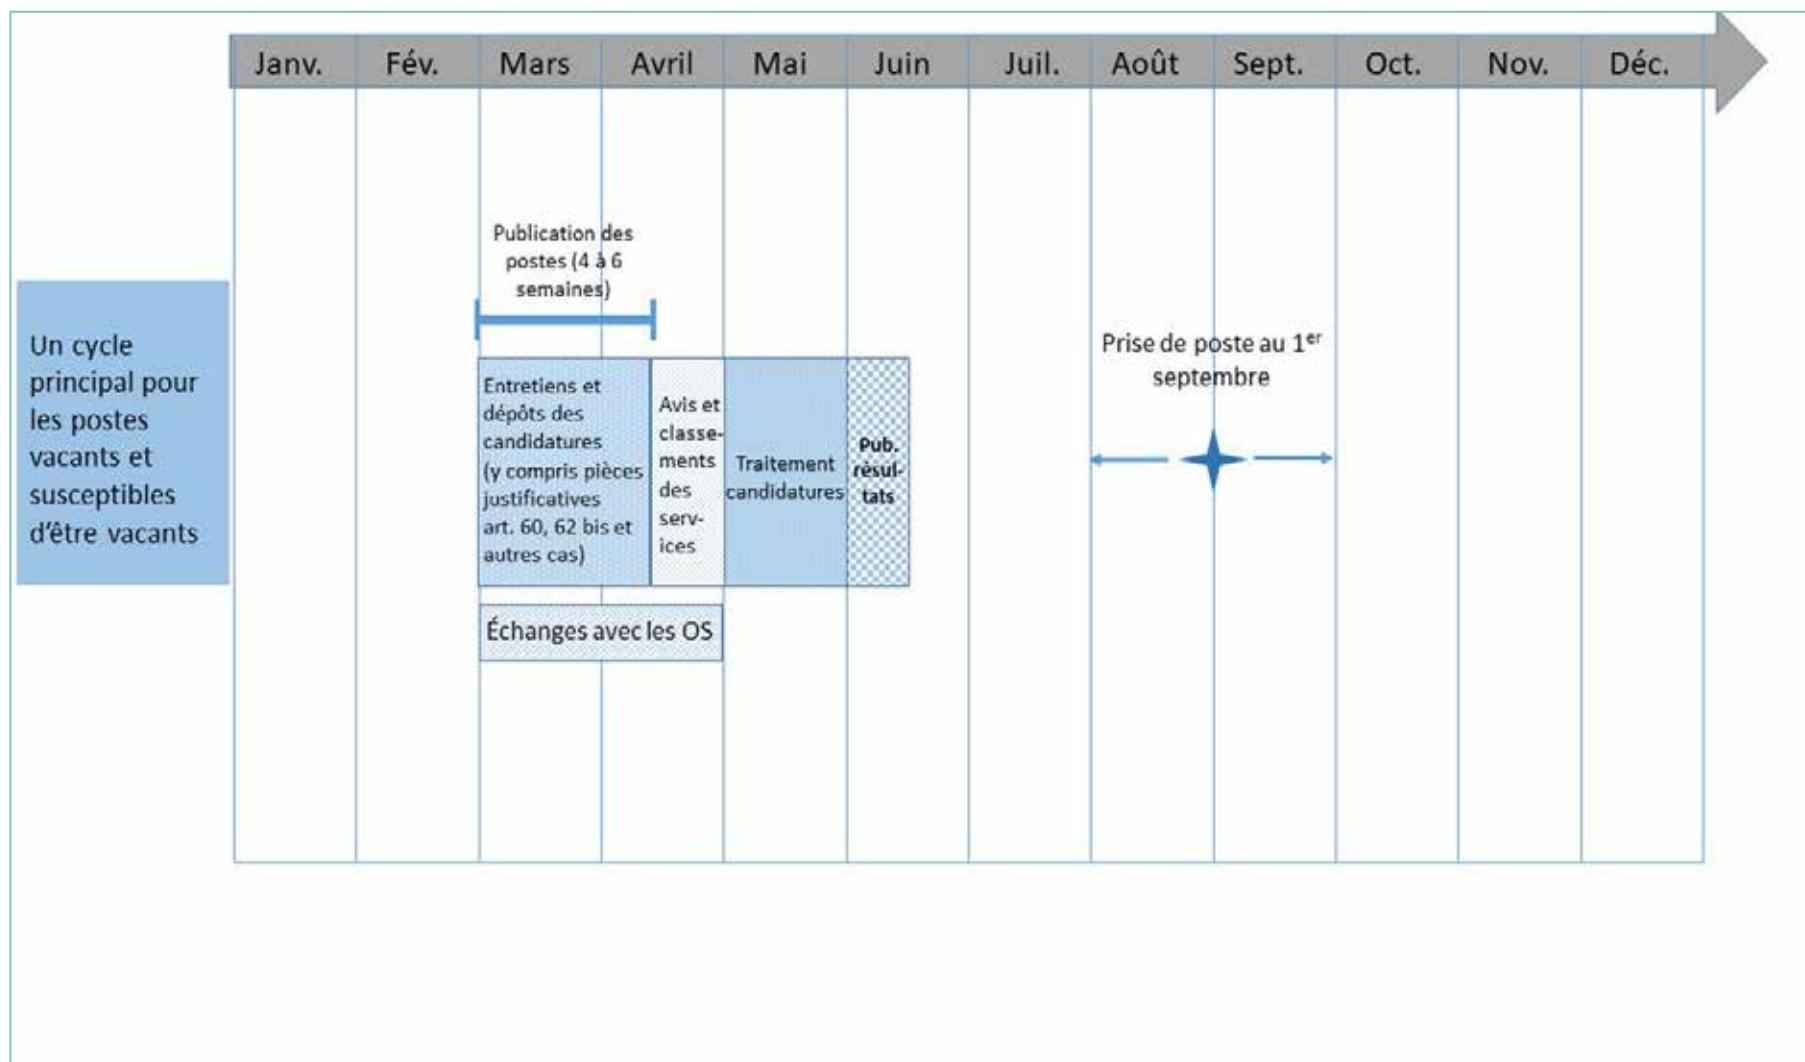 Janv. Fév. Mars Avril Mai Juin Juil. Août Sept. Oct. Nov. Déc.
Un cycle
principal pour
les postes
vacants et
susceptibles
d'être vacants
Publication des
postes (4 à 6
semaines)
Entretiens et
dépôts des
candidatures
(y compris pièces
justificatives
art. 60, 62 bis et
autres cas)
Avis et
classe-
ments
des
serv-
ices
Traitement
candidatures
Pub.
résul-
tats
Échanges avec les OS
Prise de poste au 1er
septembre